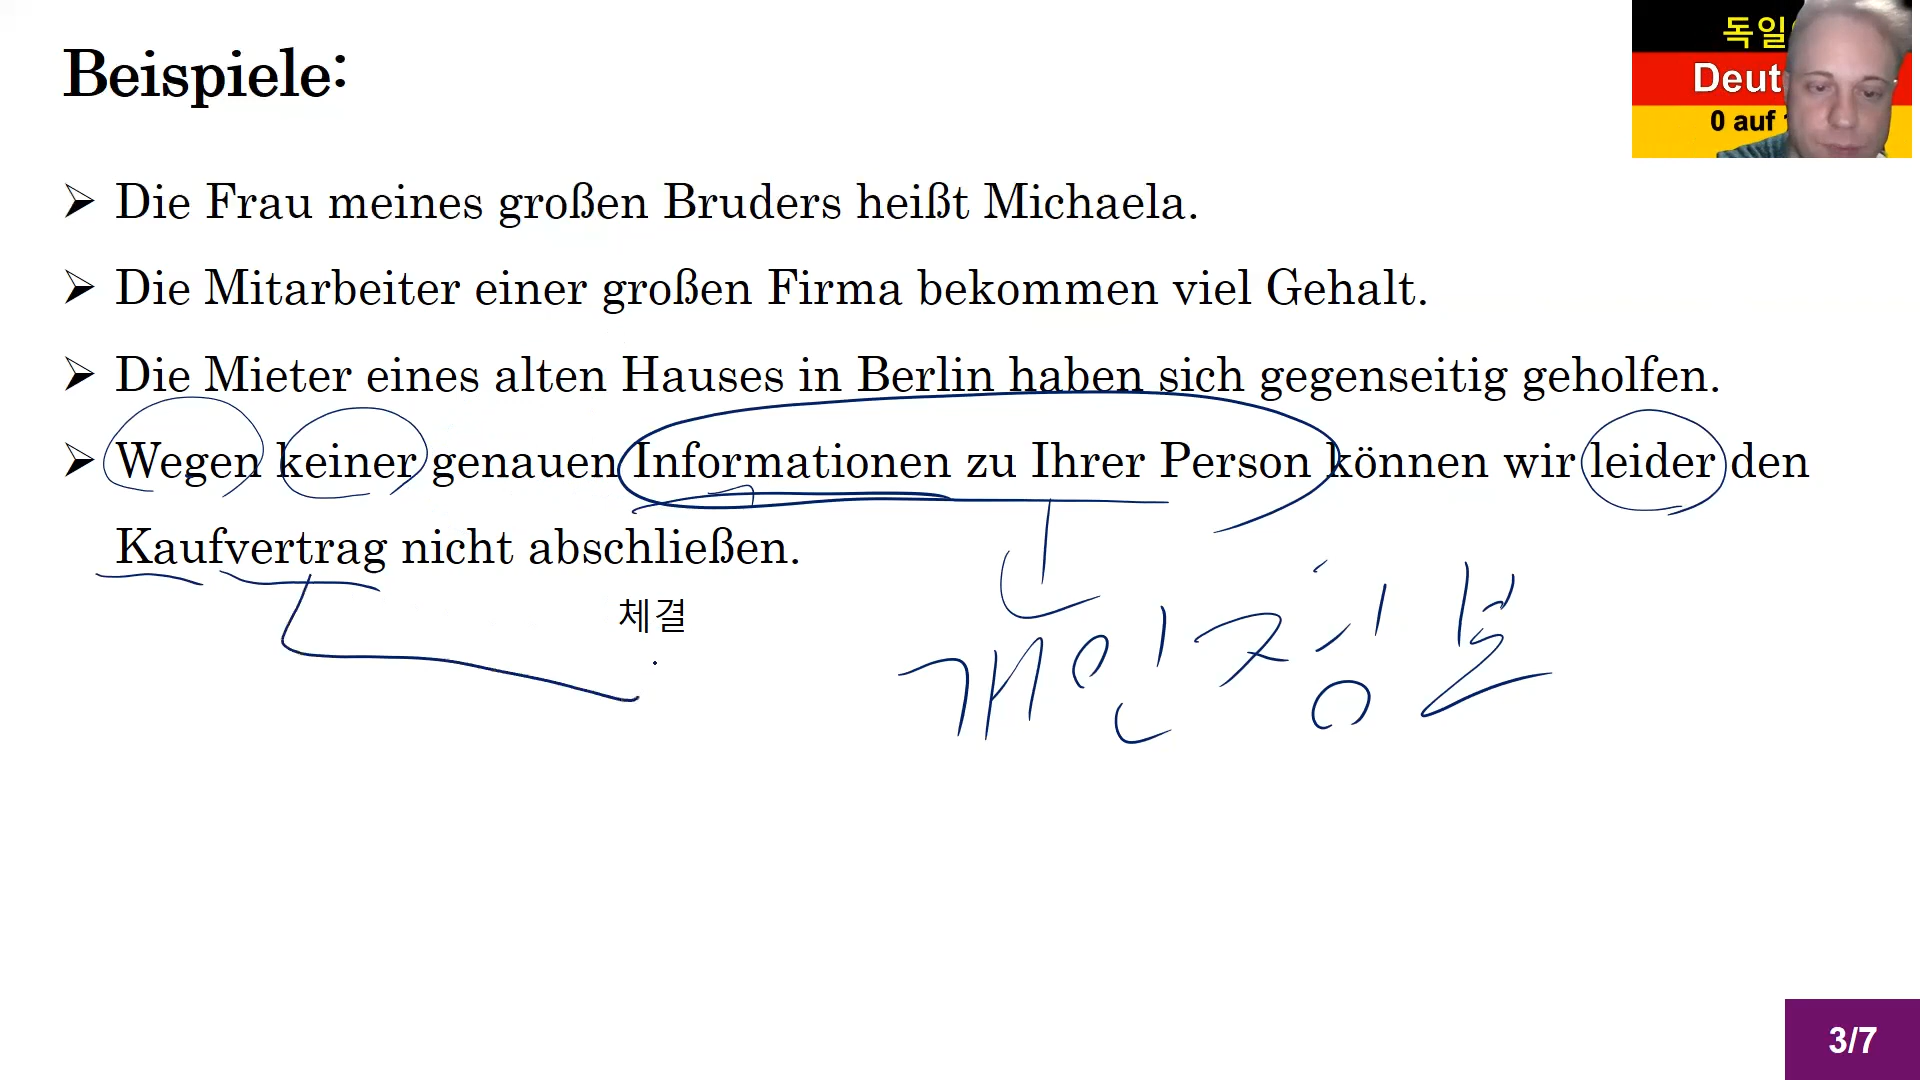 Beispiele:
독일
Deut
0 auf
➢ Die Frau meines großen Bruders heißt Michaela.
➢ Die Mitarbeiter einer großen Firma bekommen viel Gehalt.
➢ Die Mieter eines alten Hauses in Berlin haben sich gegenseitig geholfen.
➢ Wegen keiner genauen Informationen zu Ihrer Person können wir leider den
Kaufvertrag nicht abschließen.
체결
개인정보
3/7